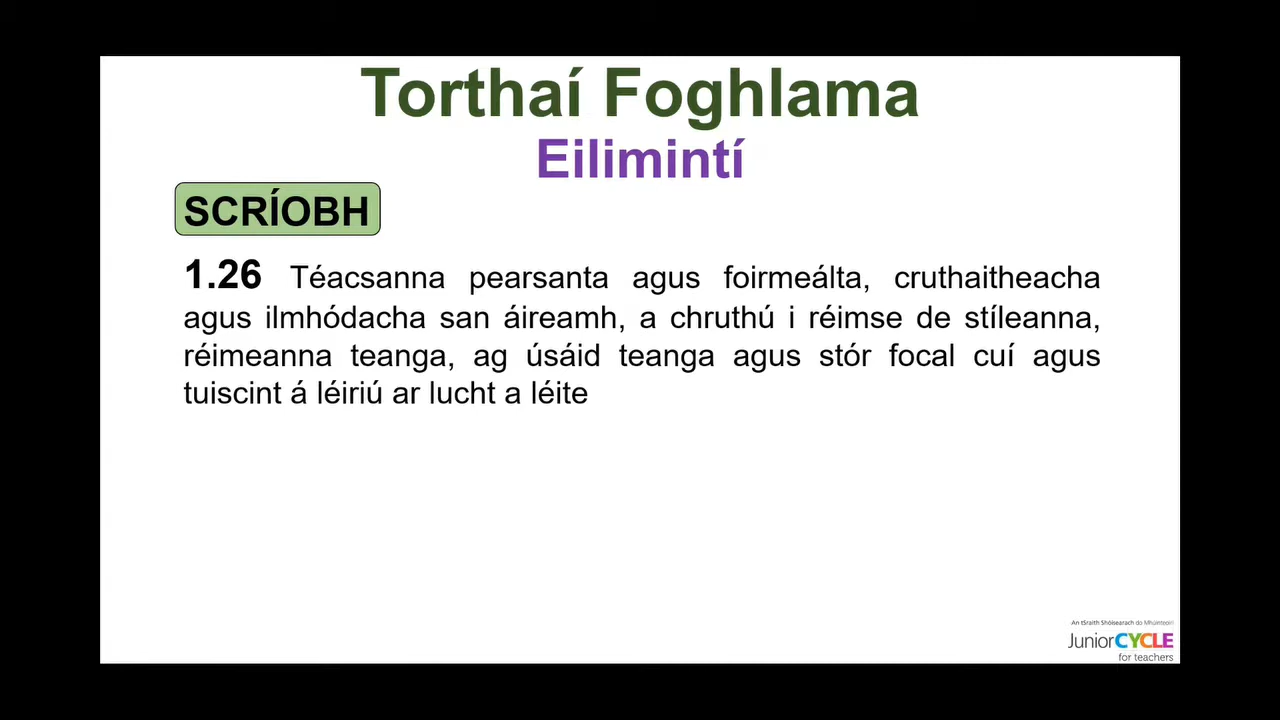 Torthaí Foghlama
Eilimintí
SCRÍOBH
1.26 Téacsanna pearsanta agus foirmeálta, cruthaitheacha
agus ilmhódacha san áireamh, a chruthú i réimse de stíleanna,
réimeanna teanga, ag úsáid teanga agus stór focal cuí agus
tuiscint á léiriú ar lucht a léite
An tSraith Shóisearach do Mhúinteoirí
JuniorCYCLE
for teachers